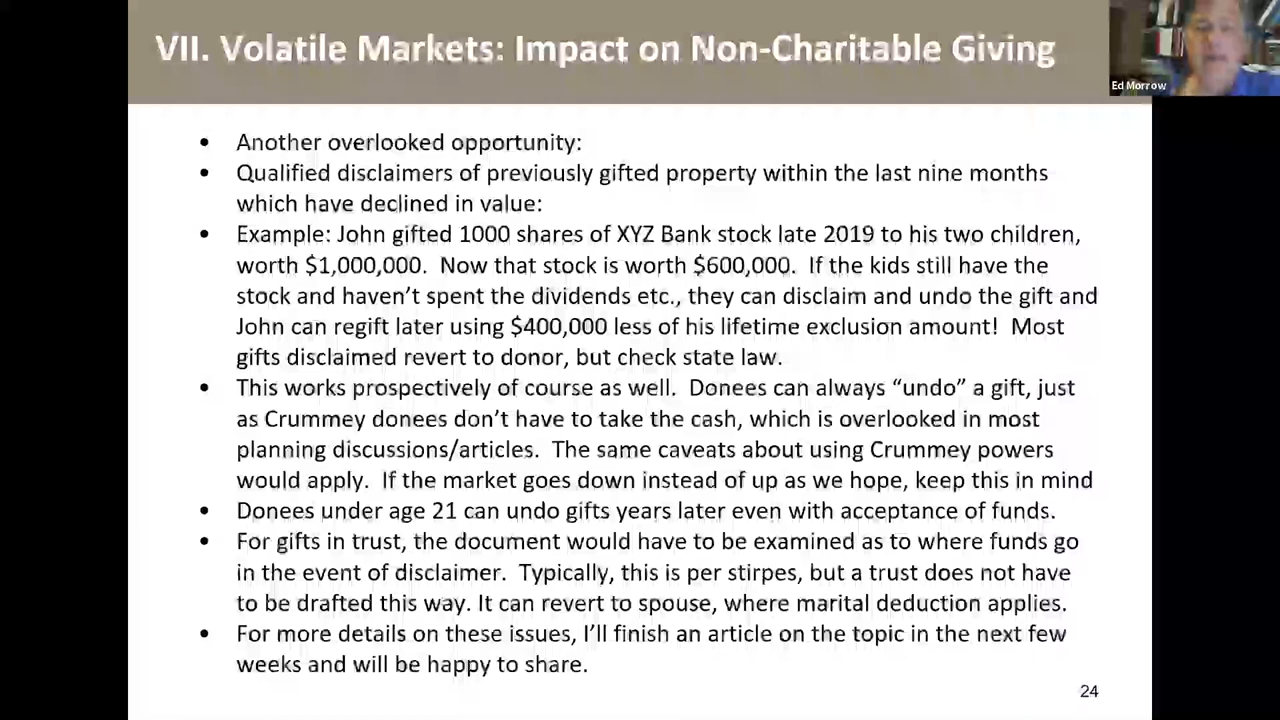 VII. Volatile Markets: Impact on Non-Charitable Giving
Ed Morrow
• Another overlooked opportunity:
• Qualified disclaimers of previously gifted property within the last nine months
which have declined in value:
• Example: John gifted 1000 shares of XYZ Bank stock late 2019 to his two children,
worth $1,000,000. Now that stock is worth $600,000. If the kids still have the
stock and haven't spent the dividends etc., they can disclaim and undo the gift and
John can regift later using $400,000 less of his lifetime exclusion amount! Most
gifts disclaimed revert to donor, but check state law.
• This works prospectively of course as well. Donees can always "undo" a gift, just
as Crummey donees don't have to take the cash, which is overlooked in most
planning discussions/articles. The same caveats about using Crummey powers
would apply. If the market goes down instead of up as we hope, keep this in mind
• Donees under age 21 can undo gifts years later even with acceptance of funds.
• For gifts in trust, the document would have to be examined as to where funds go
in the event of disclaimer. Typically, this is per stirpes, but a trust does not have
to be drafted this way. It can revert to spouse, where marital deduction applies.
• For more details on these issues, I'll finish an article on the topic in the next few
weeks and will be happy to share.
24